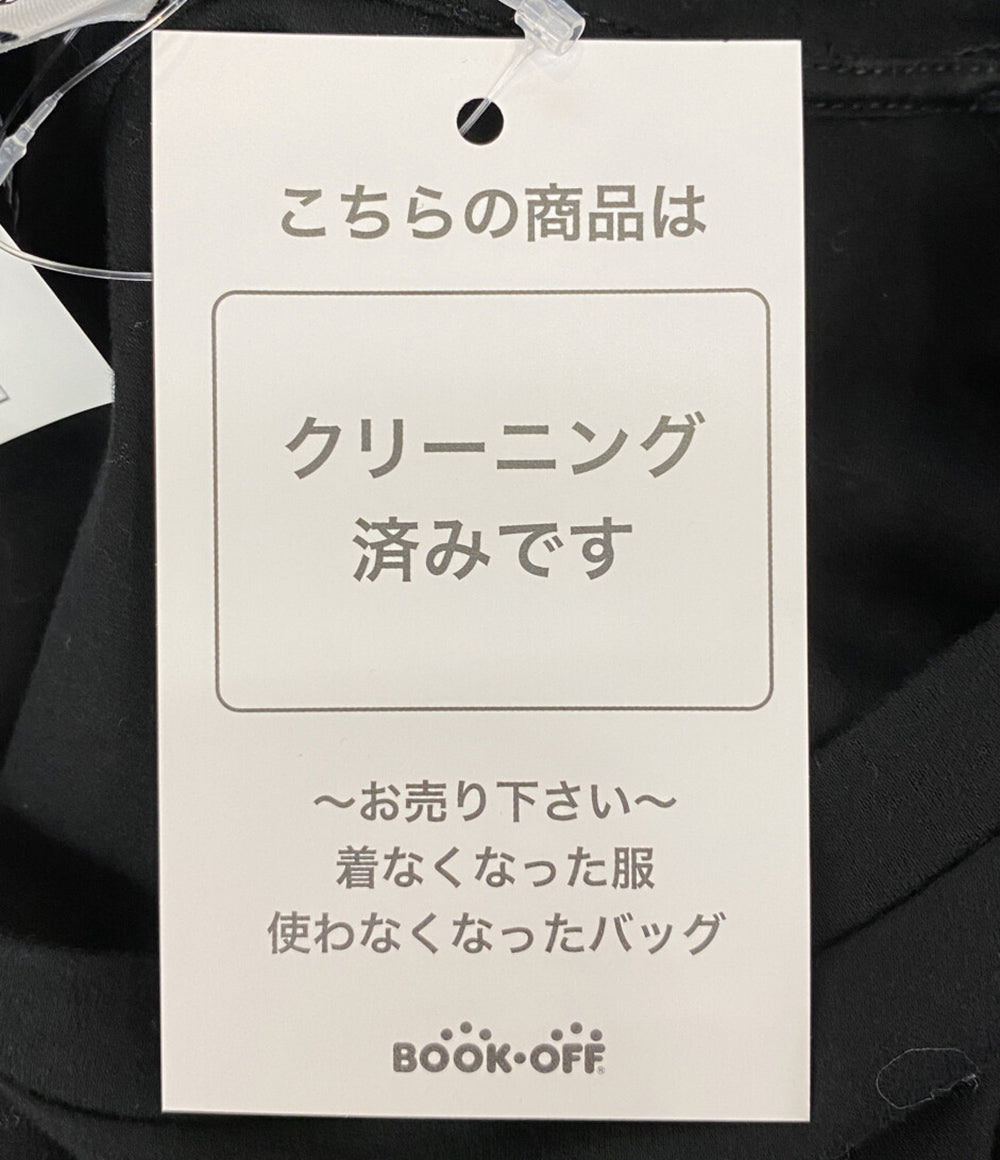 こちらの商品は
クリーニング
済みです
〜お売り下さい〜
着なくなった服
使わなくなったバッグ
BOOK・OFF®